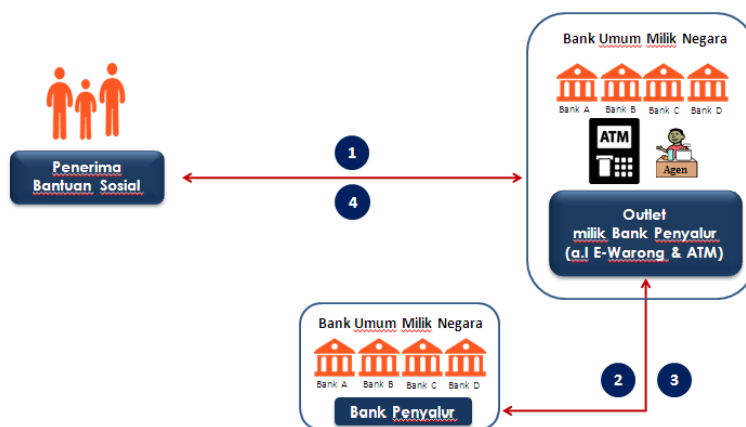 Bank Umum Milik Negara
Bank A Bank B Bank C Bank D
ATM
Agen
Penerima
Bantuan Sosial
1
4
Outlet
milik Bank Penyalur
(a.l E-Warong & ATM)
Bank Umum Milik Negara
Bank A Bank B Bank C Bank D
Bank Penyalur
2 3